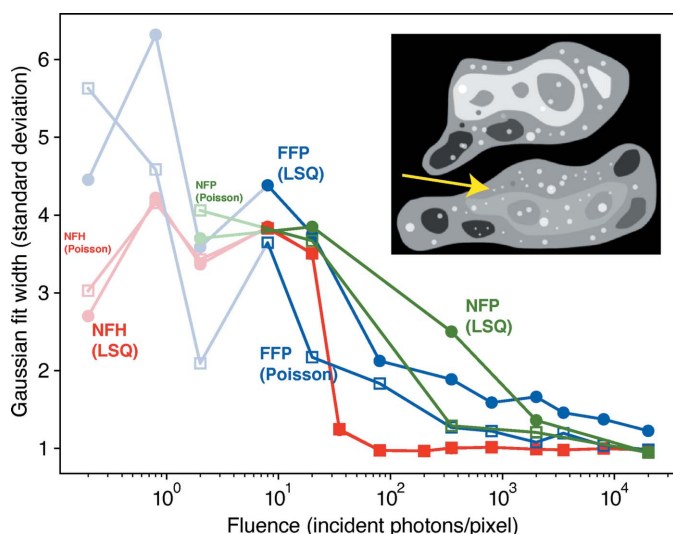 Gaussian fit width (standard deviation)
6
5
4
3
2
1
NFH
(Poisson)
NFH
(LSQ)
NFP
(Poisson)
FFP
(LSQ)
FFP
(Poisson)
NFP
(LSQ)
10⁰
10¹
10²
10³
10⁴
Fluence (incident photons/pixel)